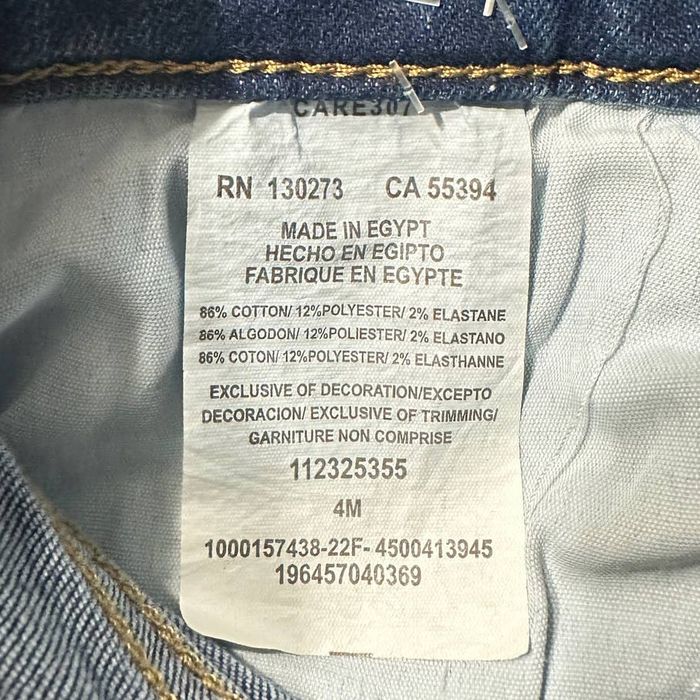 CARE307
RN 130273 CA 55394
MADE IN EGYPT
HECHO EN EGIPTO
FABRIQUE EN EGYPTE
86% COTTON/ 12%POLYESTER/ 2% ELASTANE
86% ALGODON/ 12%POLIESTER/ 2% ELASTANO
86% COTON/ 12%POLYESTER/ 2% ELASTHANNE
EXCLUSIVE OF DECORATION/EXCEPTO
DECORACION/ EXCLUSIVE OF TRIMMING/
GARNITURE NON COMPRISE
112325355
4M
1000157438-22F- 4500413945
196457040369